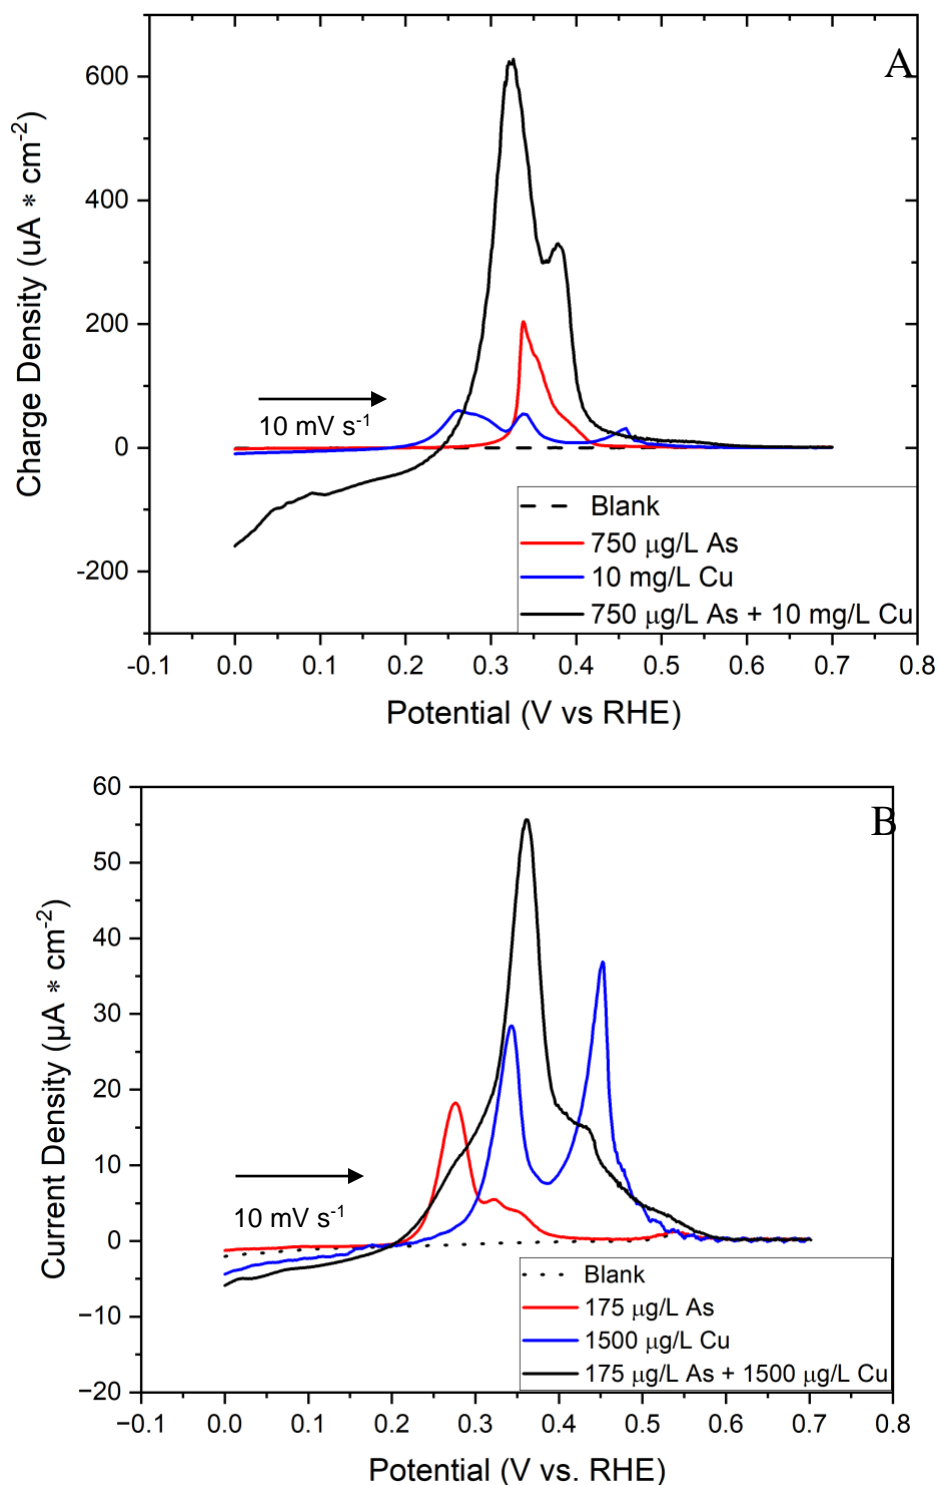 A
600
400
200
0
-200
Charge Density (uA * cm-2)
10 mV s-1
Blank
750 μg/L As
10 mg/L Cu
750 μg/L As + 10 mg/L Cu
-0.1 0.0 0.1 0.2 0.3 0.4 0.5 0.6 0.7 0.8
Potential (V vs RHE)
B
60
50
40
30
20
10
0
−10
−20
Current Density (μA * cm-2)
10 mV s-1
Blank
175 μg/L As
1500 μg/L Cu
175 μg/L As + 1500 μg/L Cu
−0.1 0.0 0.1 0.2 0.3 0.4 0.5 0.6 0.7 0.8
Potential (V vs. RHE)